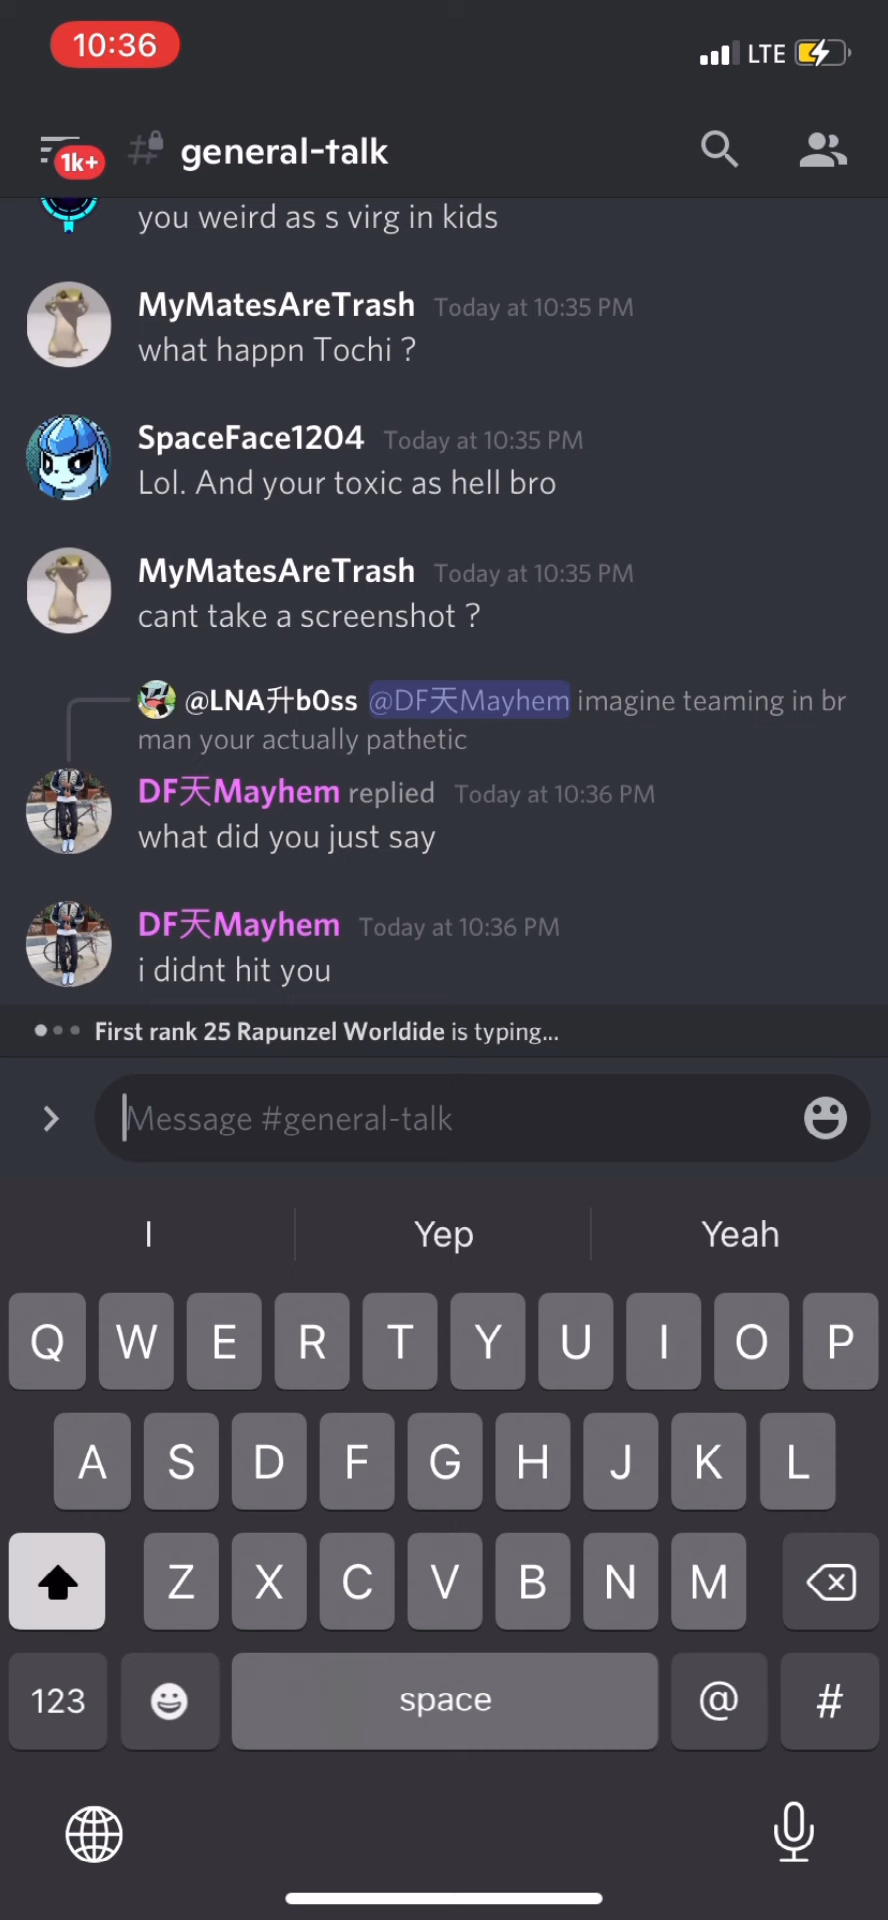 10:36
LTE
1k+
# general-talk
you weird as s virg in kids
MyMatesAreTrash Today at 10:35 PM
what happn Tochi ?
SpaceFace1204 Today at 10:35 PM
Lol. And your toxic as hell bro
MyMatesAreTrash Today at 10:35 PM
cant take a screenshot ?
@LNA升b0ss @DF天Mayhem imagine teaming in br
man your actually pathetic
DF天Mayhem replied Today at 10:36 PM
what did you just say
DF天Mayhem Today at 10:36 PM
i didnt hit you
First rank 25 Rapunzel Worldide is typing...
Message #general-talk
I Yep Yeah
Q W E R T Y U I O P
A S D F G H J K L
Z X C V B N M
123 space @ #